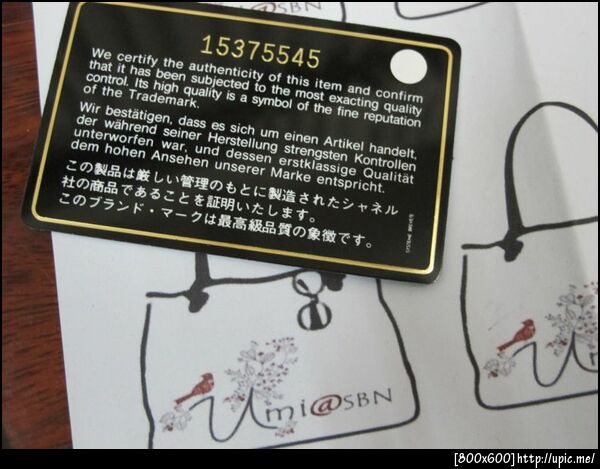 mi@SBN
15375545
We certify the authenticity of this item and confirm
that it has been subjected to the most exacting quality
control. Its high quality is a symbol of the fine reputation
of the Trademark.
Wir bestätigen, dass es sich um einen Artikel handelt,
der während seiner Herstellung strengsten Kontrollen
unterworfen war, und dessen erstklassige Qualität
dem hohen Ansehen unserer Marke entspricht.
この製品は厳しい管理のもとに製造されたシャネル
社の商品であることを証明いたします。
このブランド・マークは最高級品質の象徴です。
Umi@SBN
Um
[800x600]http://upic.me/